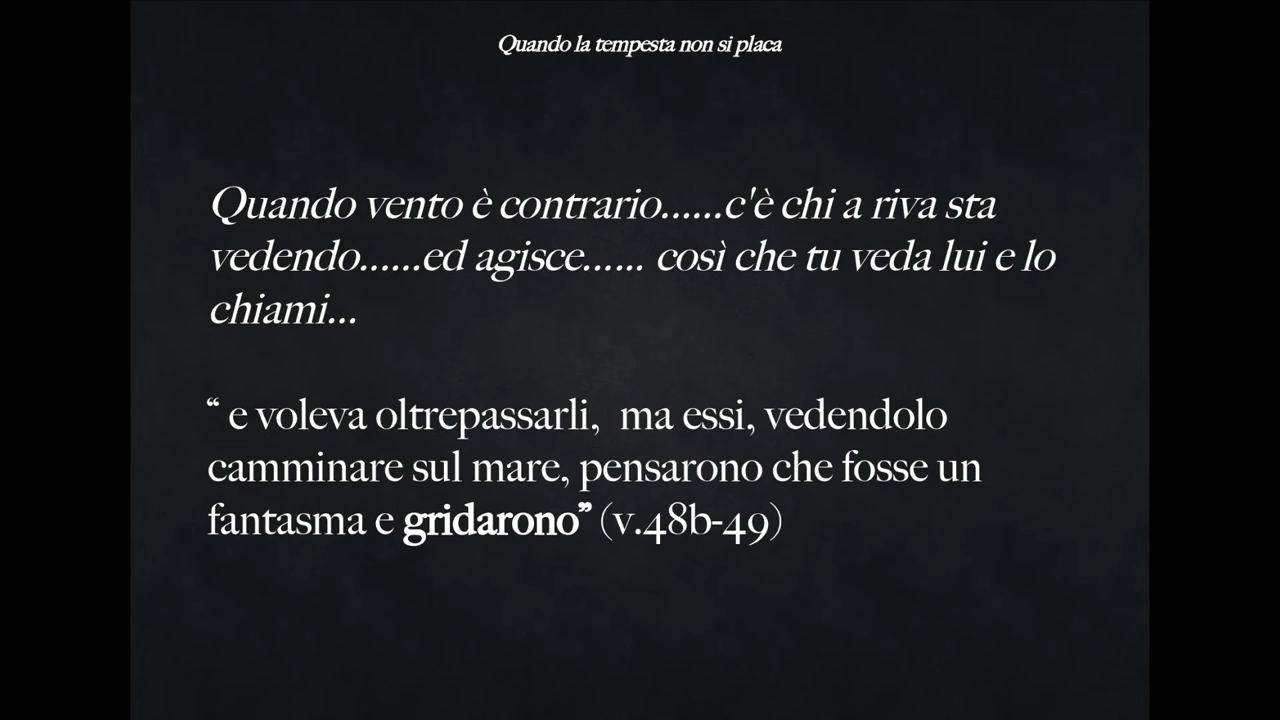 Quando la tempesta non si placa
Quando vento è contrario......c'è chi a riva sta
vedendo......ed agisce...... così che tu veda lui e lo
chiami...
“ e voleva oltrepassarli,  ma essi, vedendolo
camminare sul mare, pensarono che fosse un
fantasma e gridarono” (v.48b-49)